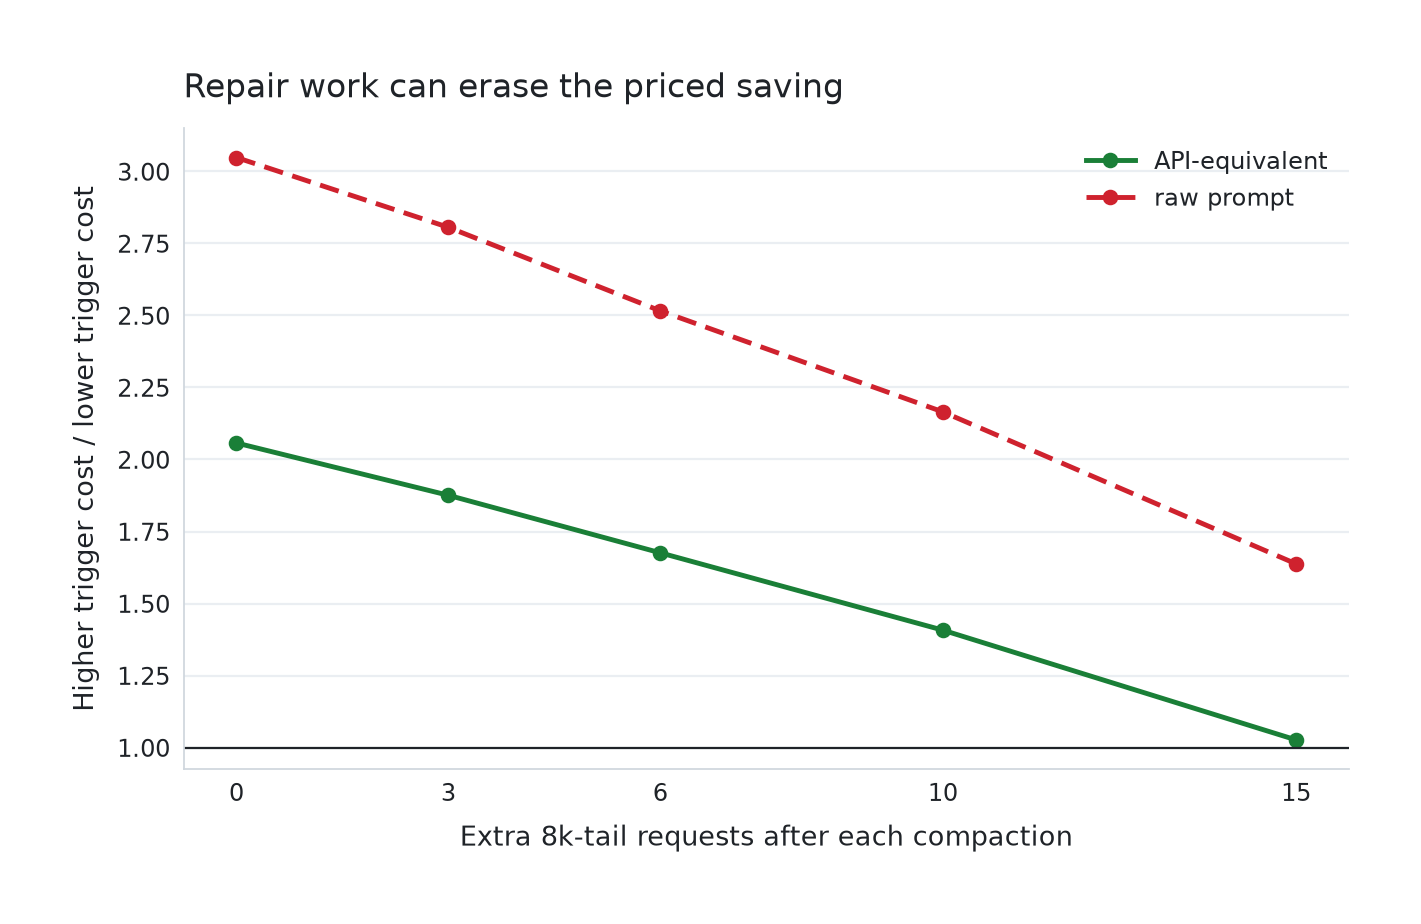 Repair work can erase the priced saving
API-equivalent
raw prompt
Higher trigger cost / lower trigger cost
3.00
2.75
2.50
2.25
2.00
1.75
1.50
1.25
1.00
0 3 6 10 15
Extra 8k-tail requests after each compaction